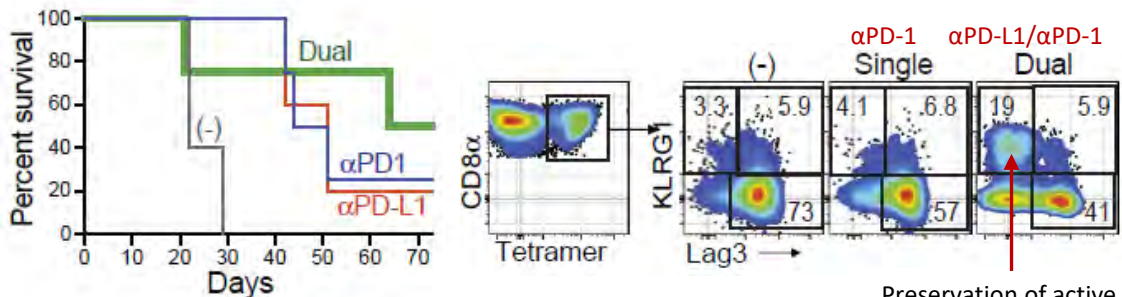 Percent survival
100
80
60
40
20
0
0
10
20
30
40
50
60
70
Days
Dual
(-)
αPD1
αPD-L1
CD8α
Tetramer
αPD-1 αPD-L1/αPD-1
(-) Single Dual
KLRG1
3.3 5.9 4.1 6.8 19 5.9
73 57 41
Lag3
Preservation of active